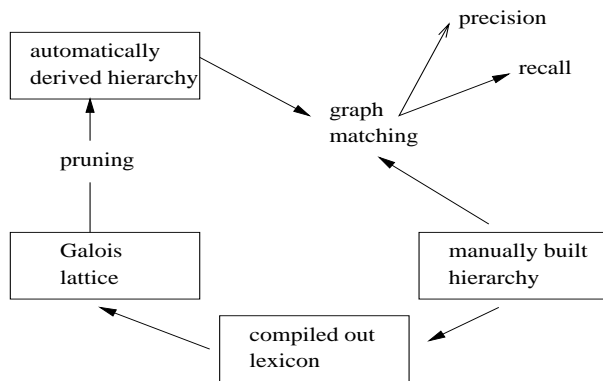 precision
automatically
derived hierarchy
recall
graph
matching
pruning
Galois
lattice
manually built
hierarchy
compiled out
lexicon